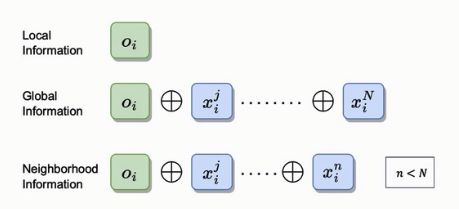 Local
Information
o_i
Global
Information
o_i ⊕ x_i^j ........ ⊕ x_i^N
Neighborhood
Information
o_i ⊕ x_i^j ..... ⊕ x_i^n
n < N